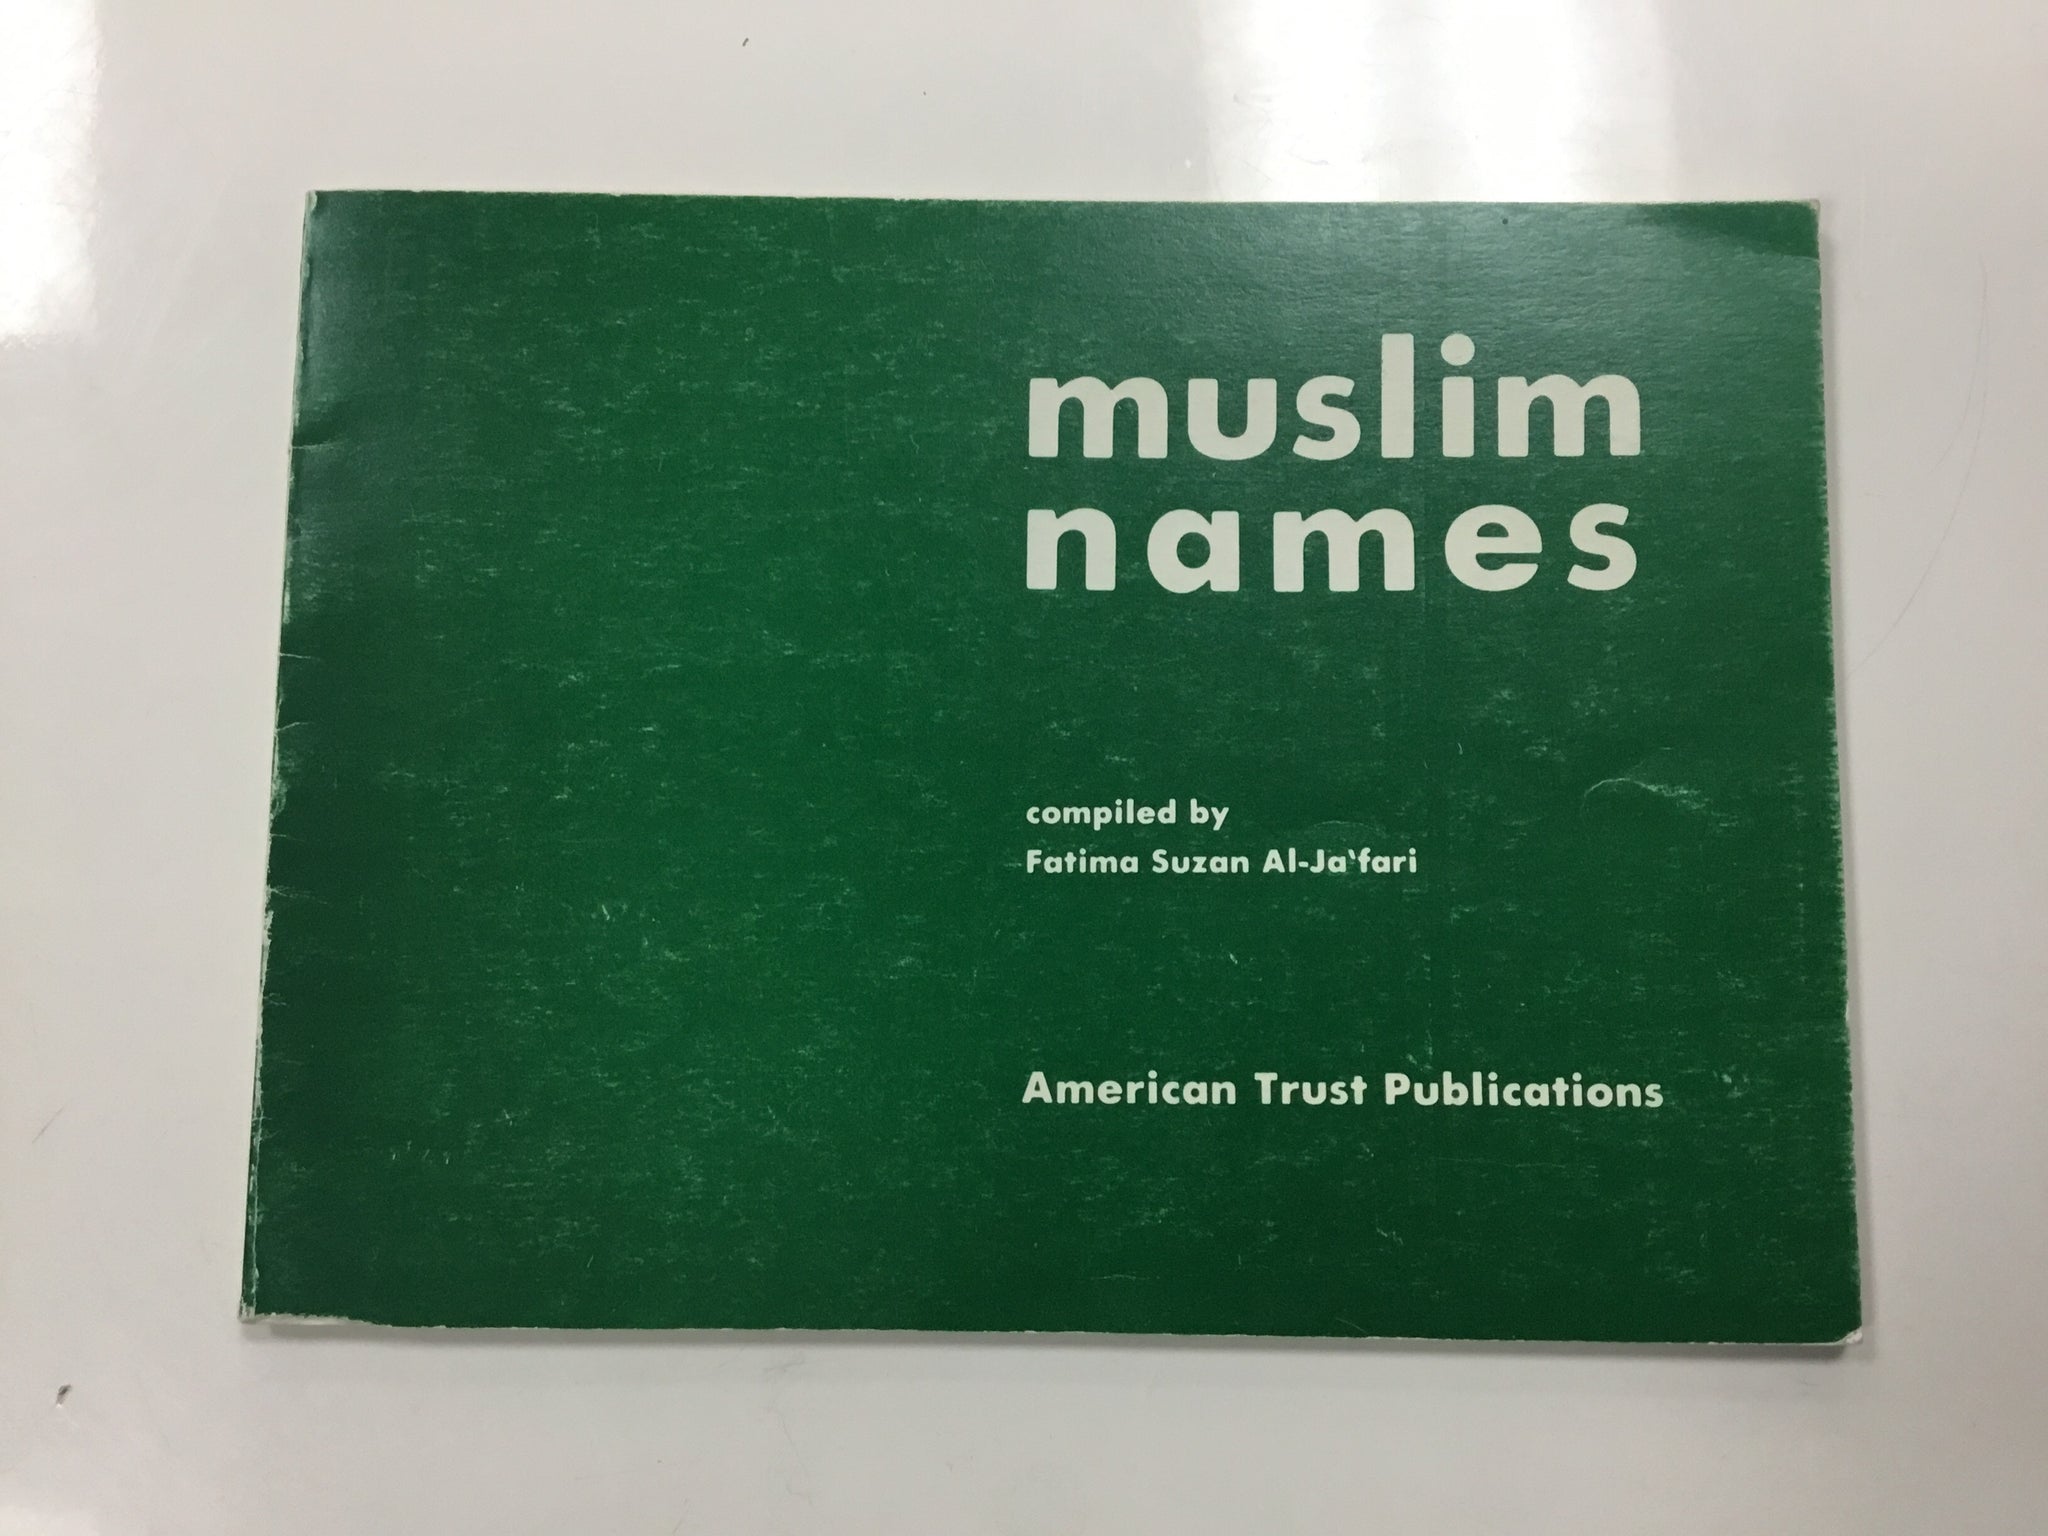 muslim
names
compiled by
Fatima Suzan Al-Ja‛fari
American Trust Publications